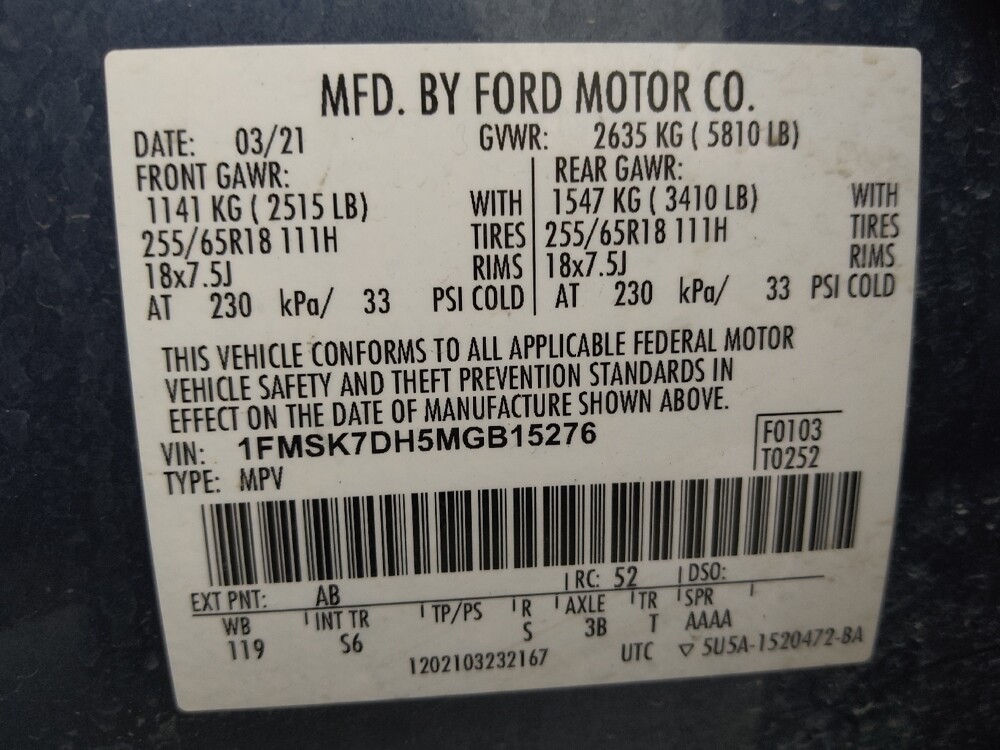 MFD. BY FORD MOTOR CO.
DATE: 03/21 GVWR: 2635 KG ( 5810 LB)
FRONT GAWR: REAR GAWR:
1141 KG ( 2515 LB) WITH 1547 KG ( 3410 LB) WITH
255/65R18 111H TIRES 255/65R18 111H TIRES
18x7.5J RIMS 18x7.5J RIMS
AT 230 kPa/ 33 PSI COLD AT 230 kPa/ 33 PSI COLD
THIS VEHICLE CONFORMS TO ALL APPLICABLE FEDERAL MOTOR
VEHICLE SAFETY AND THEFT PREVENTION STANDARDS IN
EFFECT ON THE DATE OF MANUFACTURE SHOWN ABOVE.
VIN: 1FMSK7DH5MGB15276 F0103
TYPE: MPV T0252
EXT PNT: AB RC: 52 DSO:
WB INT TR TP/PS R AXLE TR SPR
119 S6 S 3B T AAAA
1202103232167 UTC ▽ 5U5A-1520472-BA